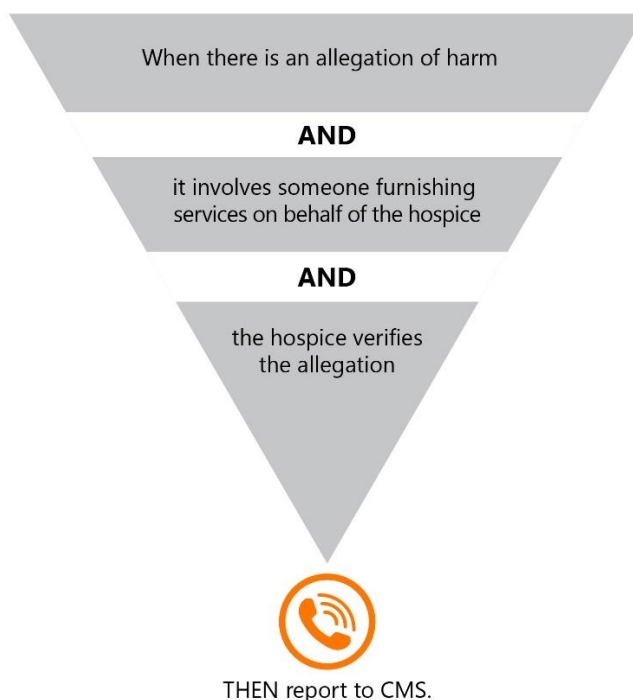 When there is an allegation of harm
AND
it involves someone furnishing
services on behalf of the hospice
AND
the hospice verifies
the allegation
THEN report to CMS.